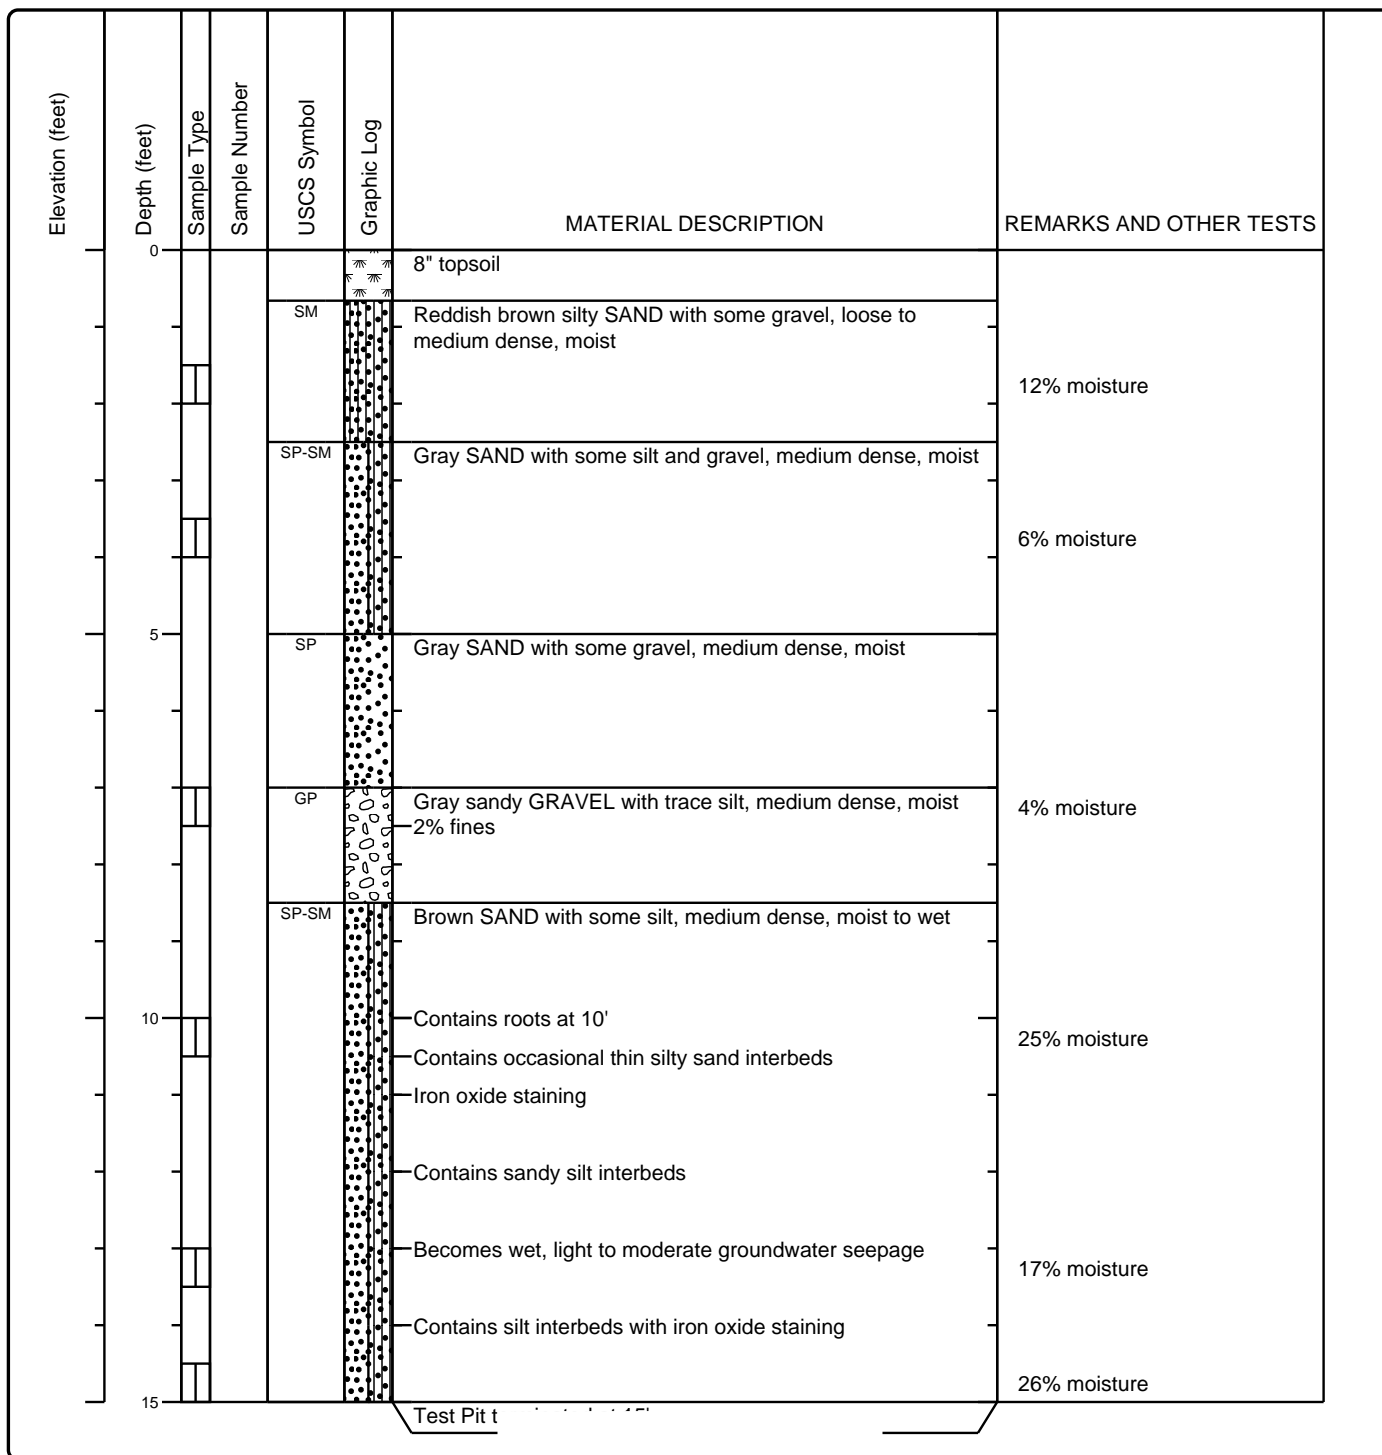 Elevation (feet)
Depth (feet)
Sample Type
Sample Number
USCS Symbol
Graphic Log
MATERIAL DESCRIPTION
REMARKS AND OTHER TESTS
0
8" topsoil
SM
Reddish brown silty SAND with some gravel, loose to
medium dense, moist
12% moisture
SP-SM
Gray SAND with some silt and gravel, medium dense, moist
6% moisture
5
SP
Gray SAND with some gravel, medium dense, moist
GP
Gray sandy GRAVEL with trace silt, medium dense, moist
2% fines
4% moisture
SP-SM
Brown SAND with some silt, medium dense, moist to wet
10
Contains roots at 10'
25% moisture
Contains occasional thin silty sand interbeds
Iron oxide staining
Contains sandy silt interbeds
Becomes wet, light to moderate groundwater seepage
17% moisture
Contains silt interbeds with iron oxide staining
26% moisture
15
Test Pit